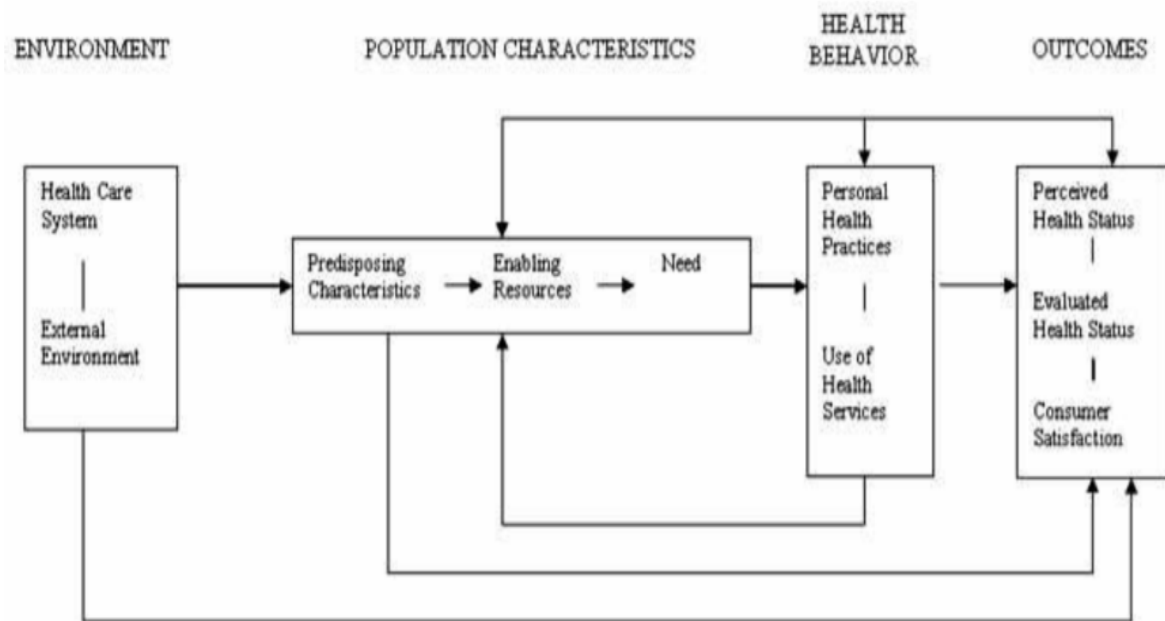 ENVIRONMENT
POPULATION CHARACTERISTICS
HEALTH
BEHAVIOR
OUTCOMES
Health Care
System
External
Environment
Predisposing
Characteristics
Enabling
Resources
Need
Personal
Health
Practices
Use of
Health
Services
Perceived
Health Status
Evaluated
Health Status
Consumer
Satisfaction